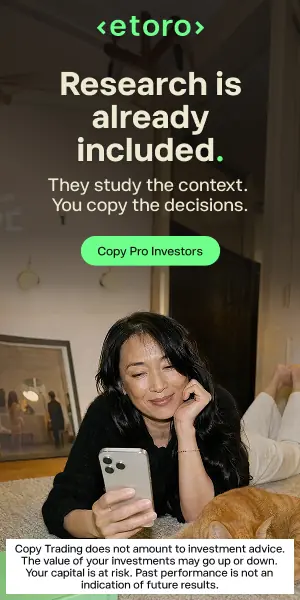 ‹etoro›
Research is
already
included.
They study the context.
You copy the decisions.
Copy Pro Investors
Copy Trading does not amount to investment advice.
The value of your investments may go up or down.
Your capital is at risk. Past performance is not an
indication of future results.